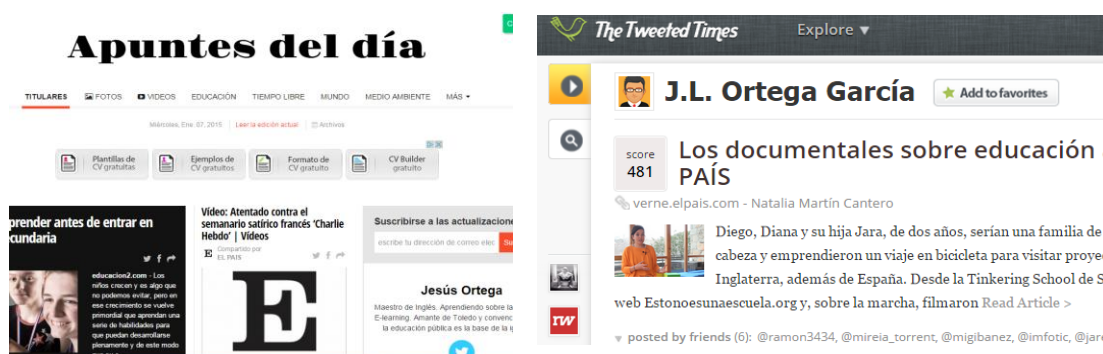 Apuntes del día
TITULARES FOTOS VIDEOS EDUCACIÓN TIEMPO LIBRE MUNDO MEDIO AMBIENTE MÁS
Miércoles, Ene. 07, 2015 Leer la edición actual Archivos
Plantillas de
CV gratuitas
Ejemplos de
CV gratuitos
Formato de
CV gratuito
CV Builder
gratuito
prender antes de entrar en
cundaria
educacion2.com - Los
niños crecen y es algo que
no podemos evitar, pero en
ese crecimiento se vuelve
primordial que aprendan una
serie de habilidades para
que puedan desarrollarse
plenamente y de este modo
Vídeo: Atentado contra el
semanario satírico francés 'Charlie
Hebdo' | Vídeos
E Compartido por
EL PAÍS
E
Suscribirse a las actualizacione
escribe tu dirección de correo elec Su
Jesús Ortega
Maestro de Inglés. Aprendiendo sobre la
E-learning. Amante de Toledo y convenc
la educación pública es la base de la
The Tweeted Times Explore
J.L. Ortega García Add to favorites
score
481
Los documentales sobre educación
PAÍS
verne.elpais.com - Natalia Martín Cantero
Diego, Diana y su hija Jara, de dos años, serían una familia de
cabeza y emprendieron un viaje en bicicleta para visitar proye
Inglaterra, además de España. Desde la Tinkering School de S
web Estonoesunaescuela.org y, sobre la marcha, filmaron Read Article >
posted by friends (6): @ramon3434, @mireia_torrent, @migibanez, @imfotic, @jar
rw